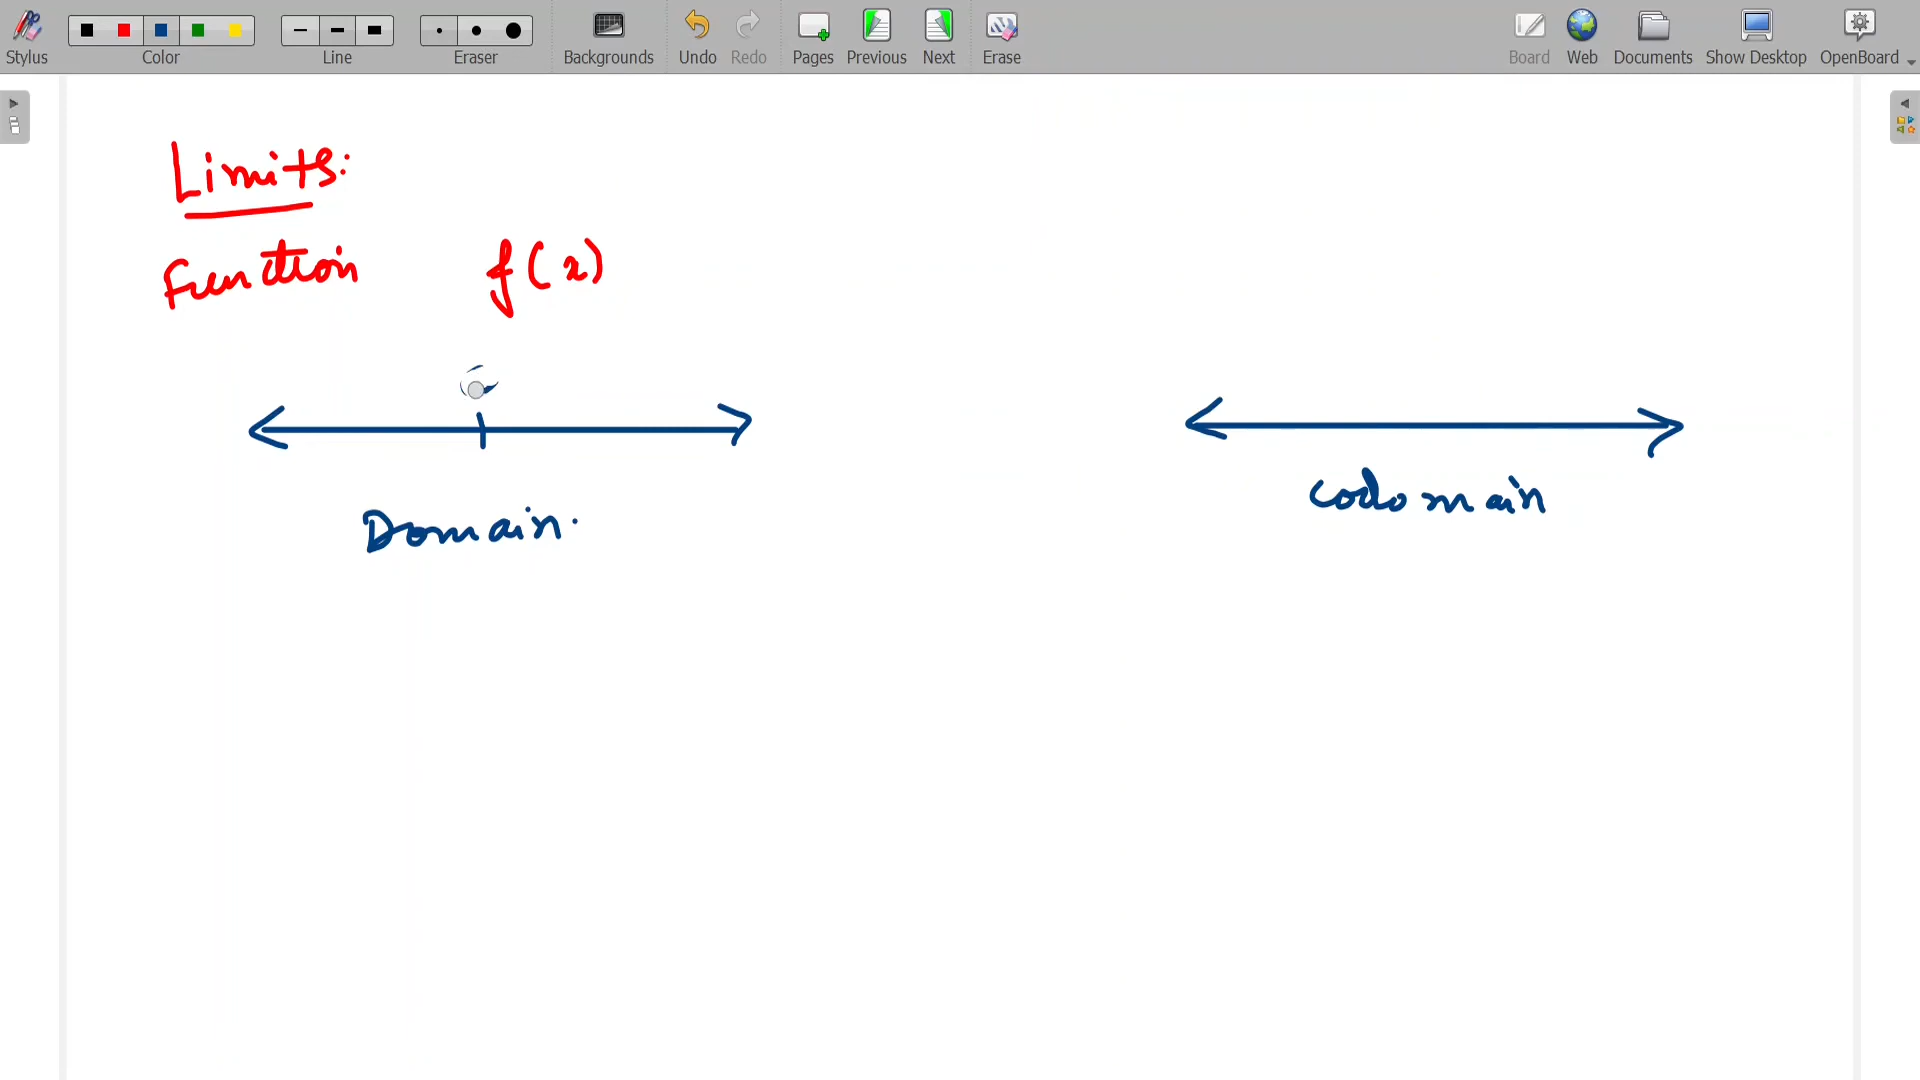 Stylus Color Line Eraser Backgrounds Undo Redo Pages Previous Next Erase Board Web Documents Show Desktop OpenBoard
Limits:
Function f(x)
Domain.
codomain